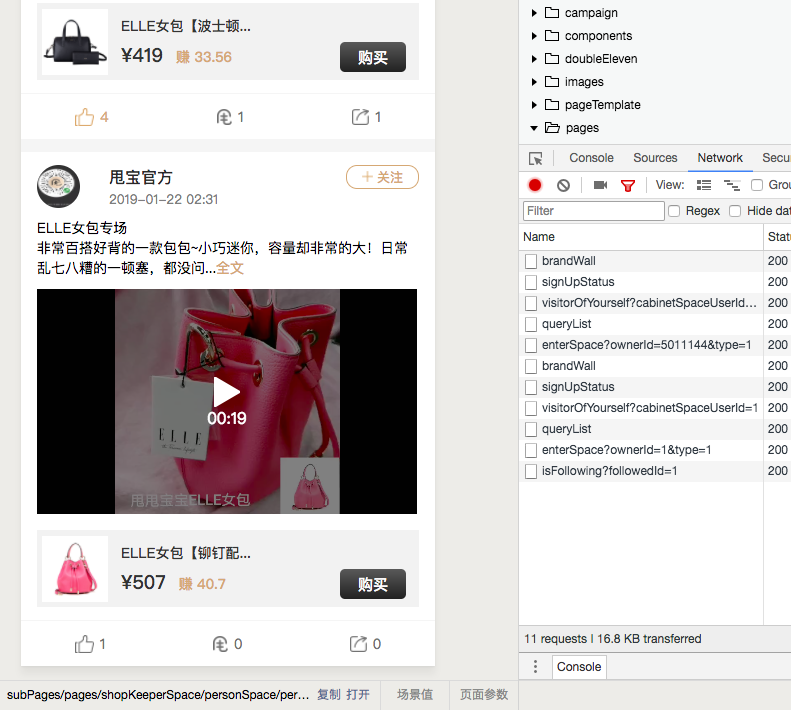 ELLE女包【波士顿...
¥419 赚 33.56
购买
4
1
1
甩宝官方
2019-01-22 02:31
+ 关注
ELLE女包专场
非常百搭好背的一款包包~小巧迷你，容量却非常的大！日常
乱七八糟的一顿塞，都没问...全文
ELLE
00:19
甩甩宝宝ELLE女包
ELLE女包【铆钉配...
¥507 赚 40.7
购买
1
0
0
subPages/pages/shopKeeperSpace/personSpace/per... 复制 打开 场景值 页面参数
campaign
components
doubleEleven
images
pageTemplate
pages
Console Sources Network Secu
View: Grou
Filter Regex Hide dat
Name Statu
brandWall 200
signUpStatus 200
visitorOfYourself?cabinetSpaceUserId... 200
queryList 200
enterSpace?ownerId=5011144&type=1 200
brandWall 200
signUpStatus 200
visitorOfYourself?cabinetSpaceUserId=1 200
queryList 200
enterSpace?ownerId=1&type=1 200
isFollowing?followedId=1 200
11 requests | 16.8 KB transferred
Console